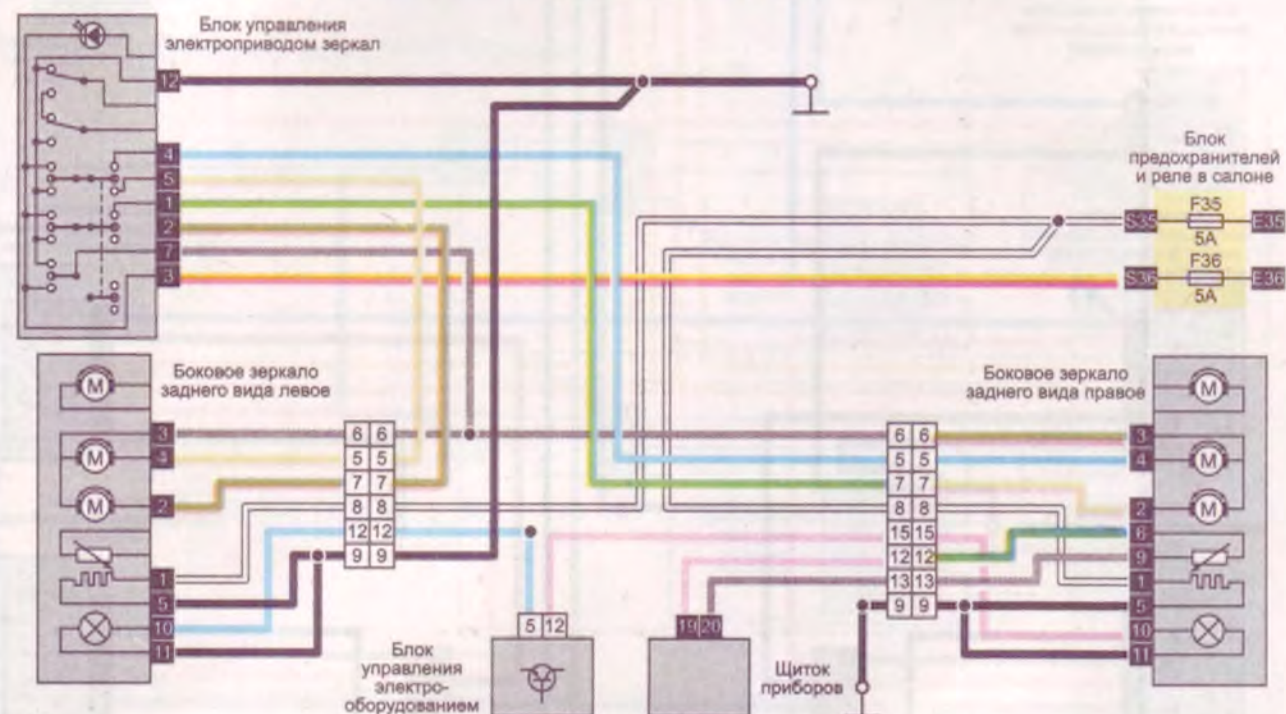 Блок управления
электроприводом зеркал
12
4
5
1
2
7
3
Блок
предохранителей
и реле в салоне
F35
S35 E35
5A
F36
S36 E36
5A
Боковое зеркало
заднего вида левое
M
M
M
3
4
2
1
5
10
11
6 6
5 5
7 7
8 8
12 12
9 9
Боковое зеркало
заднего вида правое
6 6
5 5
7 7
8 8
15 15
12 12
13 13
9 9
M
M
M
3
4
2
6
9
1
5
10
11
5 12
Блок
управления
электро-
оборудованием
19 20
Щиток
приборов